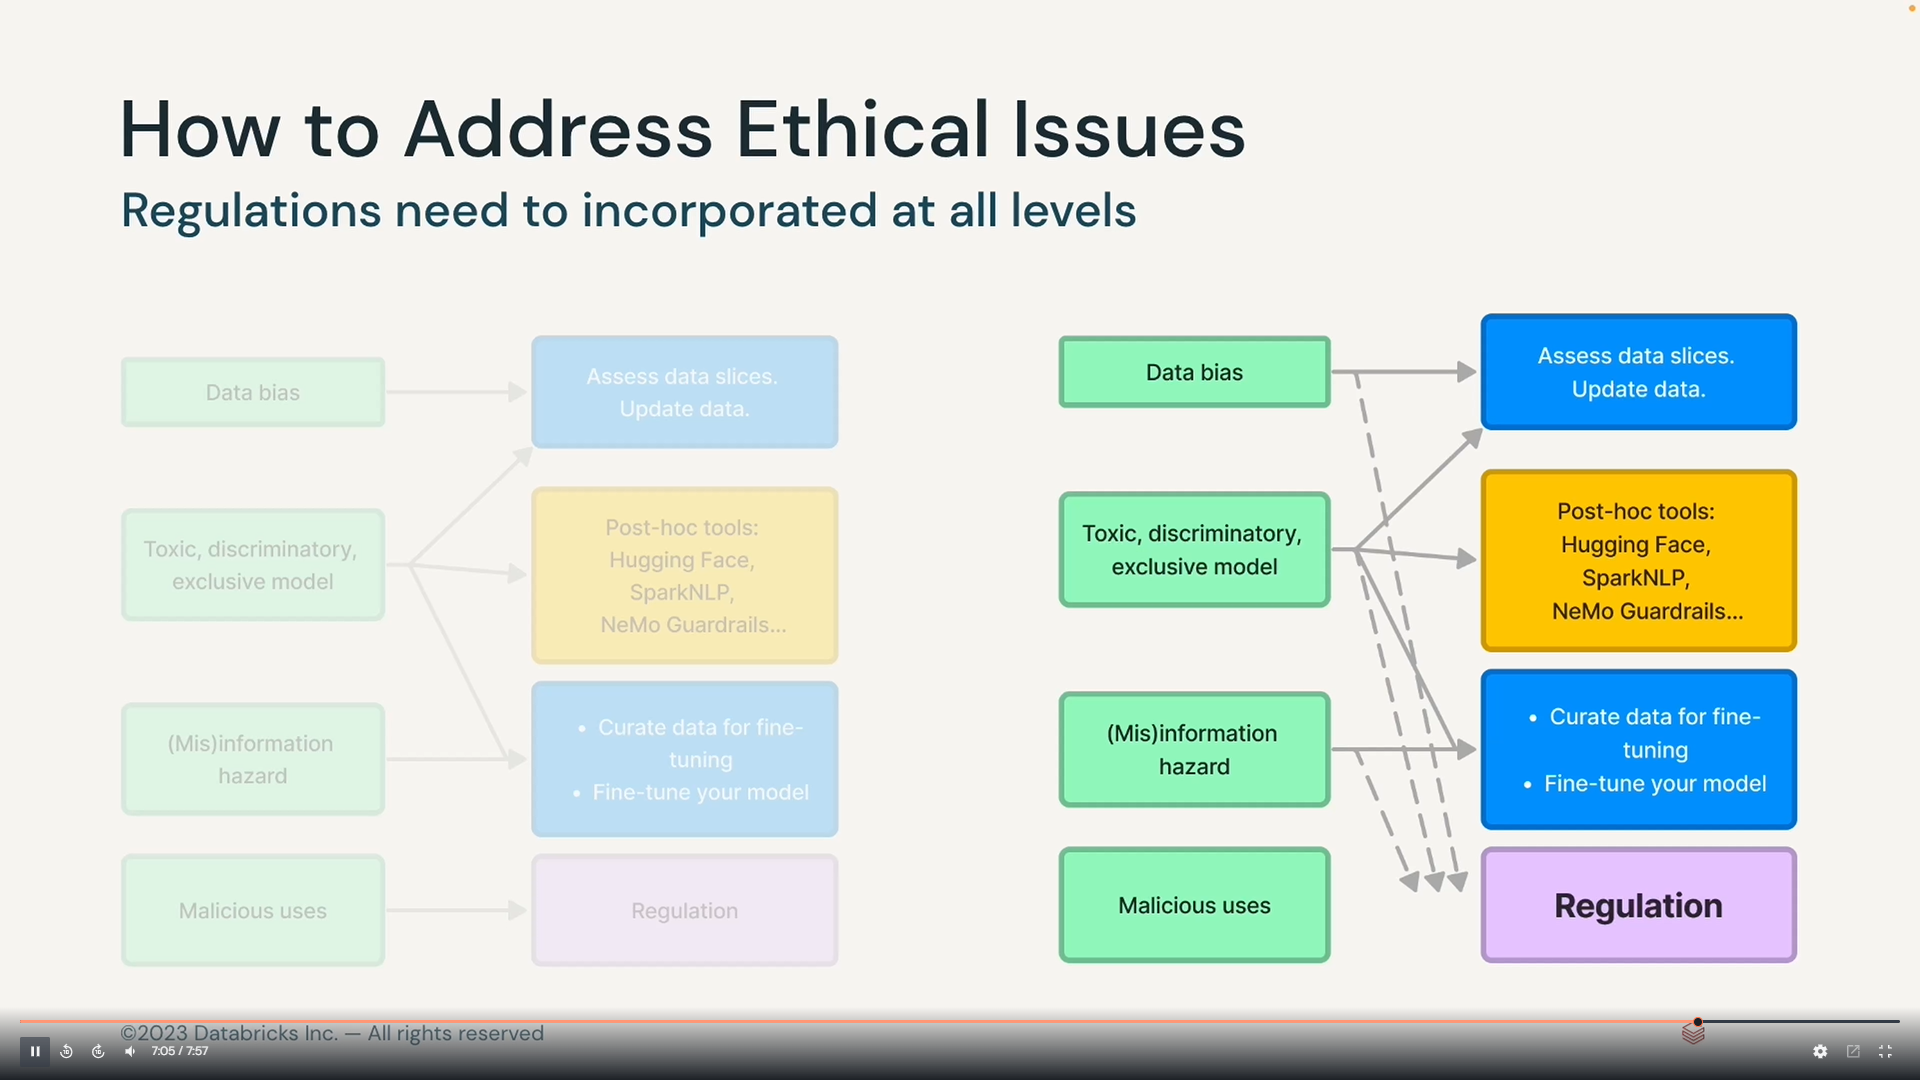 How to Address Ethical Issues
Regulations need to incorporated at all levels
Data bias
Assess data slices.
Update data.
Toxic, discriminatory,
exclusive model
Post-hoc tools:
Hugging Face,
SparkNLP,
NeMo Guardrails...
(Mis)information
hazard
• Curate data for fine-
tuning
• Fine-tune your model
Malicious uses
Regulation
Data bias
Assess data slices.
Update data.
Toxic, discriminatory,
exclusive model
Post-hoc tools:
Hugging Face,
SparkNLP,
NeMo Guardrails...
(Mis)information
hazard
• Curate data for fine-
tuning
• Fine-tune your model
Malicious uses
Regulation
©2023 Databricks Inc. — All rights reserved
10
10
7:05 / 7:57